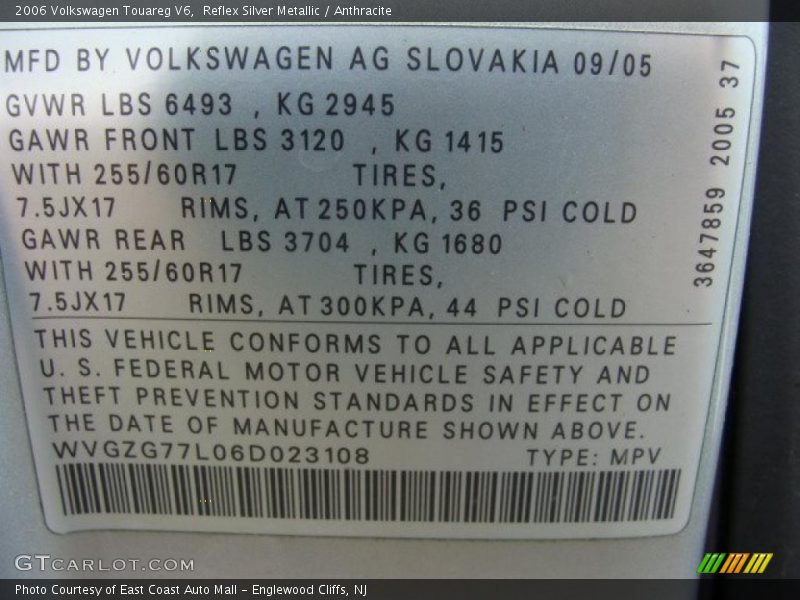 2006 Volkswagen Touareg V6, Reflex Silver Metallic / Anthracite
MFD BY VOLKSWAGEN AG SLOVAKIA 09/05
GVWR LBS 6493 , KG 2945
GAWR FRONT LBS 3120 , KG 1415
WITH 255/60R17 TIRES,
7.5JX17 RIMS, AT 250KPA, 36 PSI COLD
GAWR REAR LBS 3704 , KG 1680
WITH 255/60R17 TIRES,
7.5JX17 RIMS, AT 300KPA, 44 PSI COLD
THIS VEHICLE CONFORMS TO ALL APPLICABLE
U. S. FEDERAL MOTOR VEHICLE SAFETY AND
THEFT PREVENTION STANDARDS IN EFFECT ON
THE DATE OF MANUFACTURE SHOWN ABOVE.
WVGZG77L06D023108 TYPE: MPV
3647859 2005 37
GTCARLOT.COM
Photo Courtesy of East Coast Auto Mall - Englewood Cliffs, NJ